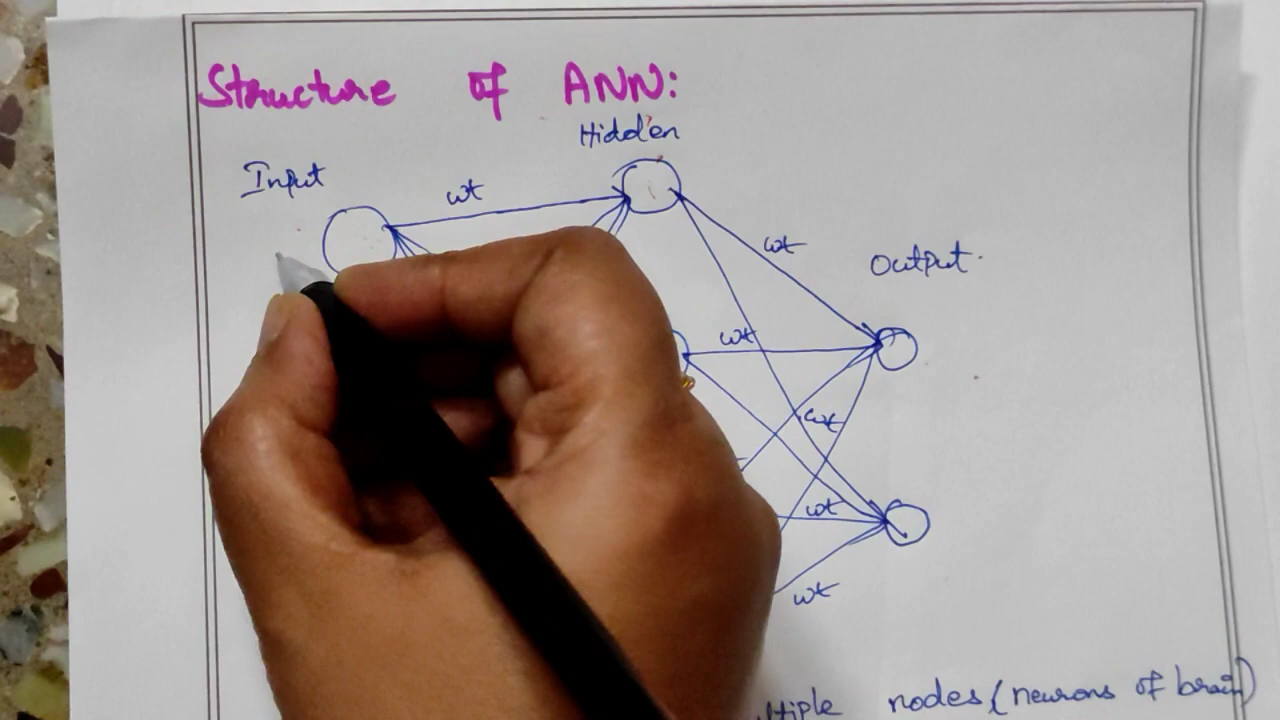 Structure of ANN:
Hidden
Input
wt
wt
Output
wt
wt
wt
wt
nodes (neurons of brain)